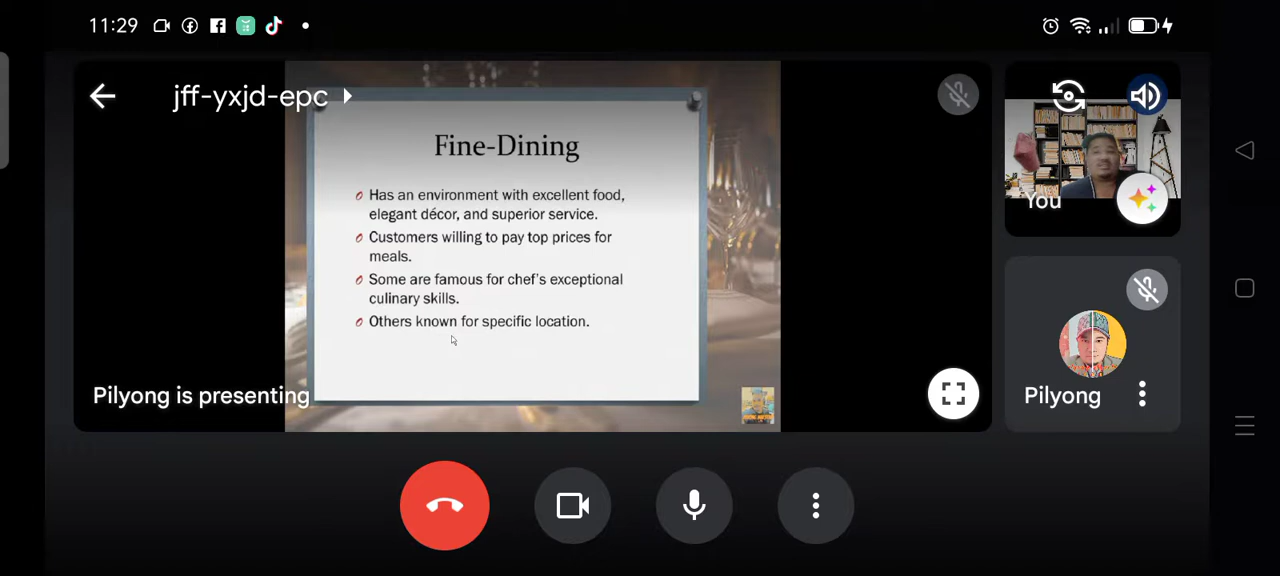 11:29
jff-yxjd-epc
Fine-Dining
Has an environment with excellent food,
elegant décor, and superior service.
Customers willing to pay top prices for
meals.
Some are famous for chef's exceptional
culinary skills.
Others known for specific location.
Pilyong is presenting
You
Pilyong